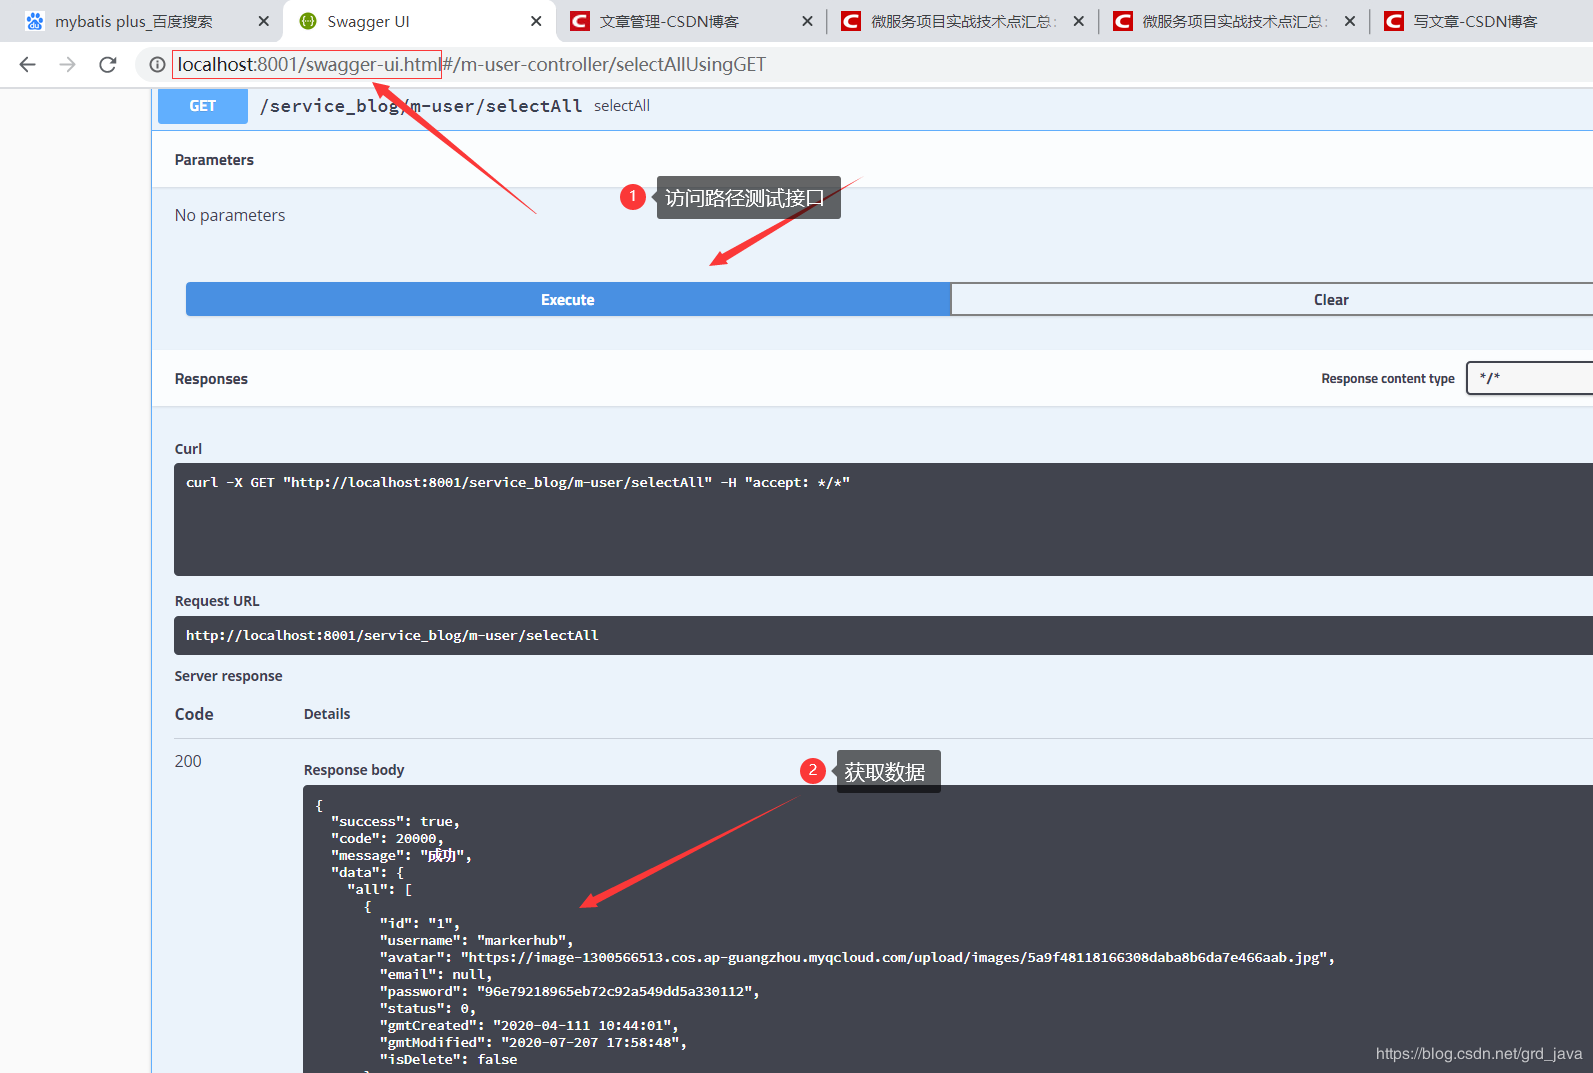 mybatis plus_百度搜索
Swagger UI
文章管理-CSDN博客
微服务项目实战技术点汇总:
微服务项目实战技术点汇总:
写文章-CSDN博客
localhost:8001/swagger-ui.html#/m-user-controller/selectAllUsingGET
GET /service_blog/m-user/selectAll selectAll
Parameters
1 访问路径测试接口
No parameters
Execute Clear
Responses Response content type */*
Curl
curl -X GET "http://localhost:8001/service_blog/m-user/selectAll" -H "accept: */*"
Request URL
http://localhost:8001/service_blog/m-user/selectAll
Server response
Code Details
200
Response body
2 获取数据
{
"success": true,
"code": 20000,
"message": "成功",
"data": {
"all": [
{
"id": "1",
"username": "markerhub",
"avatar": "https://image-1300566513.cos.ap-guangzhou.myqcloud.com/upload/images/5a9f48118166308daba8b6da7e466aab.jpg",
"email": null,
"password": "96e79218965eb72c92a549dd5a330112",
"status": 0,
"gmtCreated": "2020-04-111 10:44:01",
"gmtModified": "2020-07-207 17:58:48",
"isDelete": false
https://blog.csdn.net/grd_java